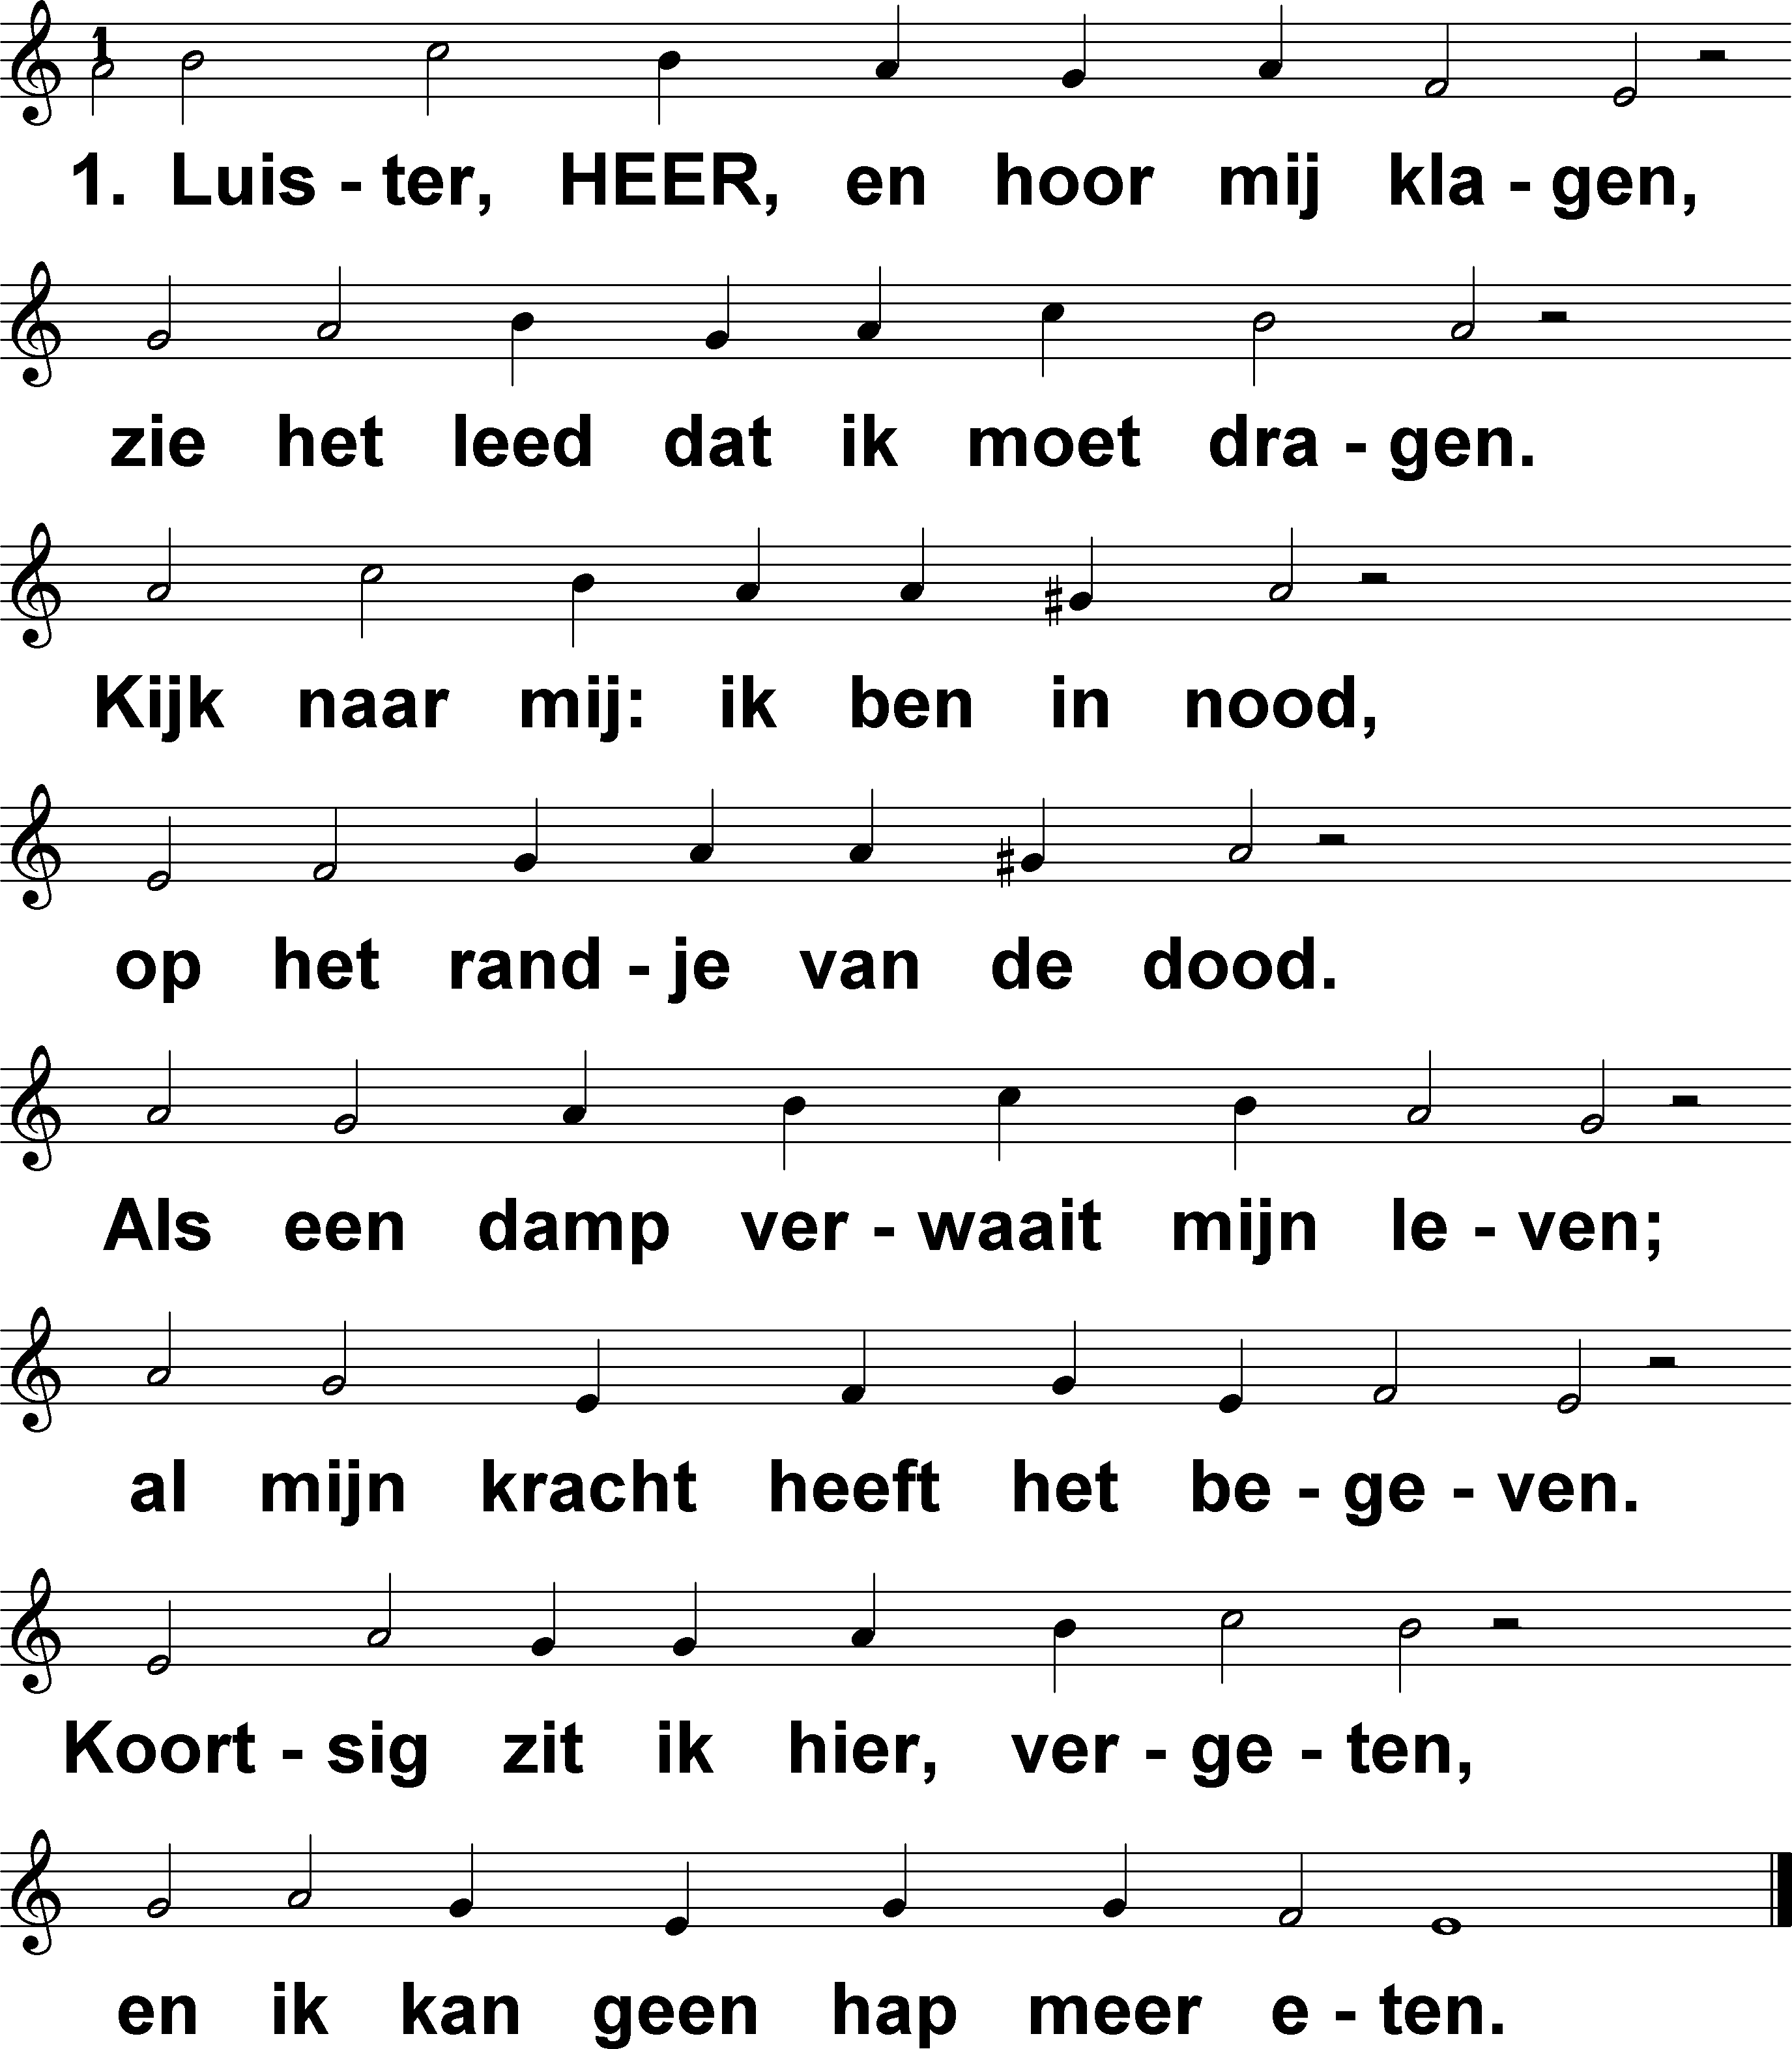 1
1. Luis - ter, HEER, en hoor mij kla - gen,
zie het leed dat ik moet dra - gen.
Kijk naar mij: ik ben in nood,
op het rand - je van de dood.
Als een damp ver - waait mijn le - ven;
al mijn kracht heeft het be - ge - ven.
Koort - sig zit ik hier, ver - ge - ten,
en ik kan geen hap meer e - ten.